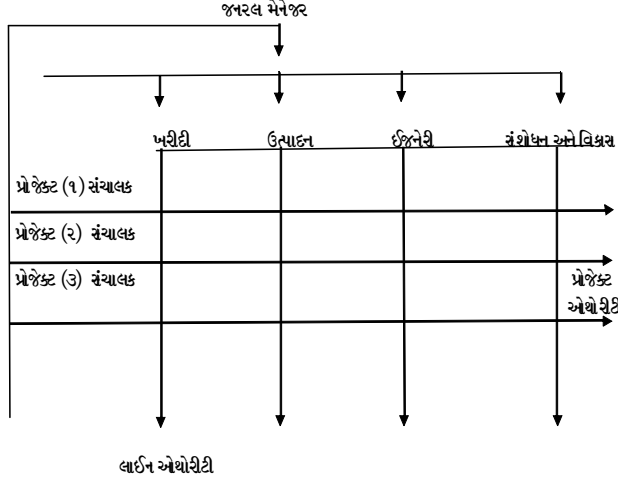 જનરલ મેનેજર
ખરીદી ઉત્પાદન ઈજનેરી સંશોધન અને વિકાસ
પ્રોજેક્ટ (૧) સંચાલક
પ્રોજેક્ટ (૨) સંચાલક
પ્રોજેક્ટ (૩) સંચાલક
પ્રોજેક્ટ
ઓથોરીટી
લાઈન ઓથોરીટી